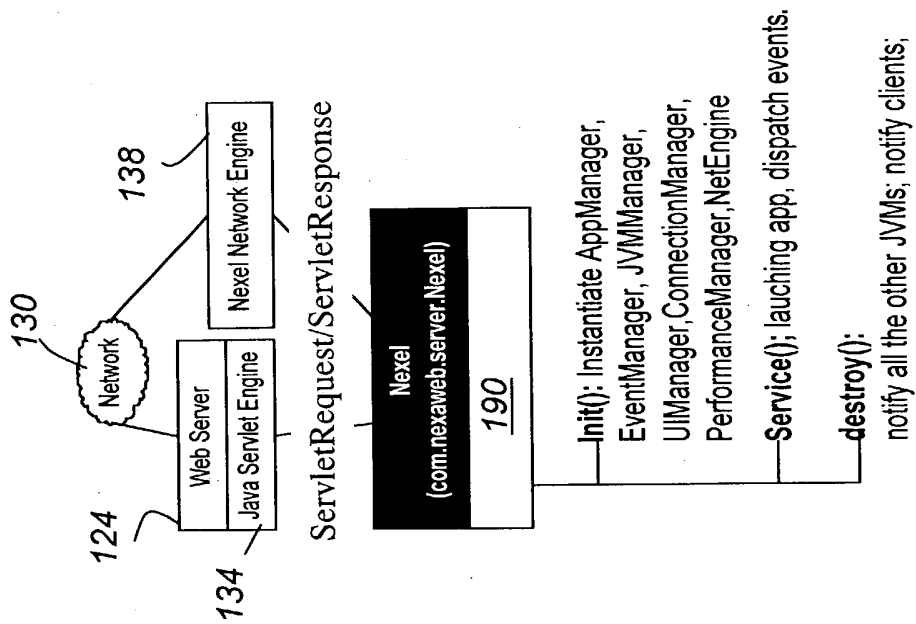 130
Network
138
124
Web Server
Nexel Network Engine
Java Servlet Engine
134
ServletRequest/ServletResponse
Nexel
(com.nexaweb.server.Nexel)
190
Init(): Instantiate AppManager,
EventManager, JVMManager,
UIManager,ConnectionManager,
PerformanceManager,NetEngine
Service(); lauching app, dispatch events.
destroy():
notify all the other JVMs; notify clients;